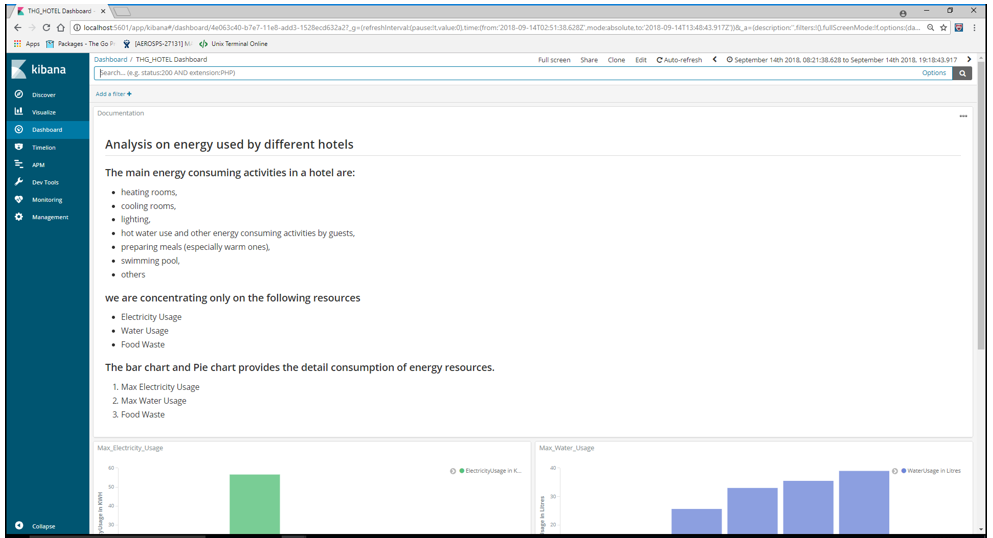 THG_HOTEL Dashboard -
localhost:5601/app/kibana#/dashboard/4e063c40-b7e7-11e8-add3-1528ecd632a2?_g=(refreshInterval:(pause:!t,value:0),time:(from:'2018-09-14T02:51:38.628Z',mode:absolute,to:'2018-09-14T13:48:43.917Z'))&_a=(description:'',filters:!(),fullScreenMode:!f,options:(da...
Apps Packages - The Go P [AEROSPS-27131] M Unix Terminal Online
kibana
Discover
Visualize
Dashboard
Timelion
APM
Dev Tools
Monitoring
Management
Collapse
Dashboard / THG_HOTEL Dashboard
Full screen Share Clone Edit Auto-refresh September 14th 2018, 08:21:38.628 to September 14th 2018, 19:18:43.917
Search... (e.g. status:200 AND extension:PHP) Options
Add a filter +
Documentation
Analysis on energy used by different hotels
The main energy consuming activities in a hotel are:
heating rooms,
cooling rooms,
lighting,
hot water use and other energy consuming activities by guests,
preparing meals (especially warm ones),
swimming pool,
others
we are concentrating only on the following resources
Electricity Usage
Water Usage
Food Waste
The bar chart and Pie chart provides the detail consumption of energy resources.
1. Max Electricity Usage
2. Max Water Usage
3. Food Waste
Max_Electricity_Usage
60
50
40
30
yUsage in KWH
ElectricityUsage in K...
Max_Water_Usage
40
30
20
sage in Litres
WaterUsage in Litres